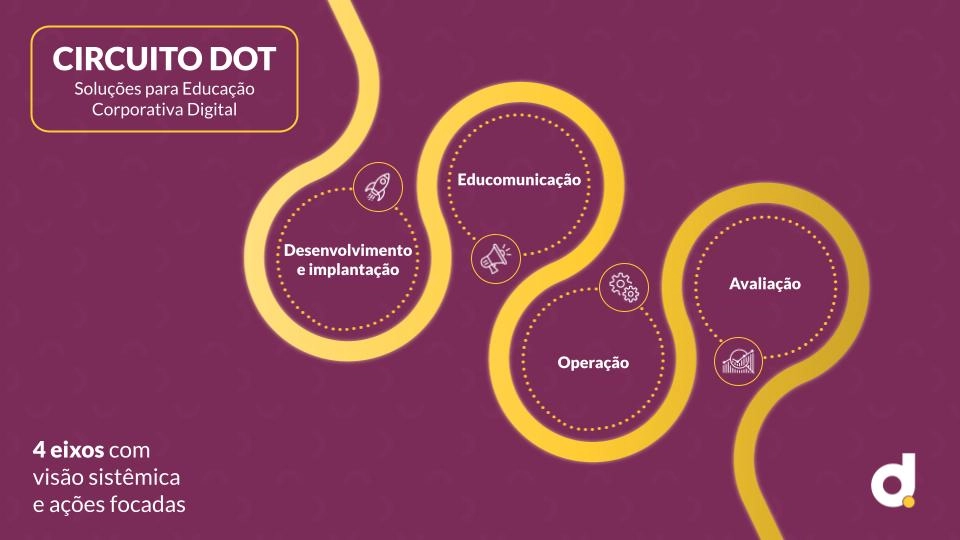 CIRCUITO DOT
Soluções para Educação
Corporativa Digital
Desenvolvimento
e implantação
Educomunicação
Operação
Avaliação
4 eixos com
visão sistêmica
e ações focadas
d